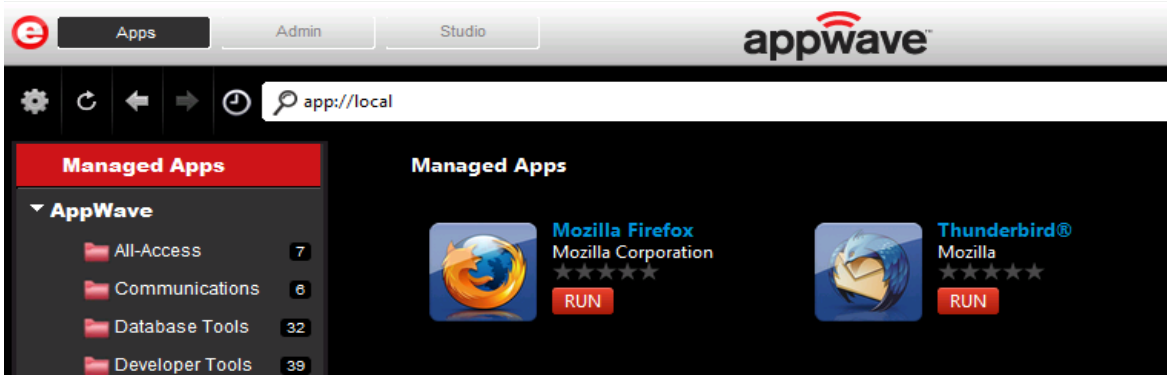 e Apps Admin Studio appwave™
app://local
Managed Apps
AppWave
All-Access 7
Communications 6
Database Tools 32
Developer Tools 39
Managed Apps
Mozilla Firefox
Mozilla Corporation
RUN
Thunderbird®
Mozilla
RUN